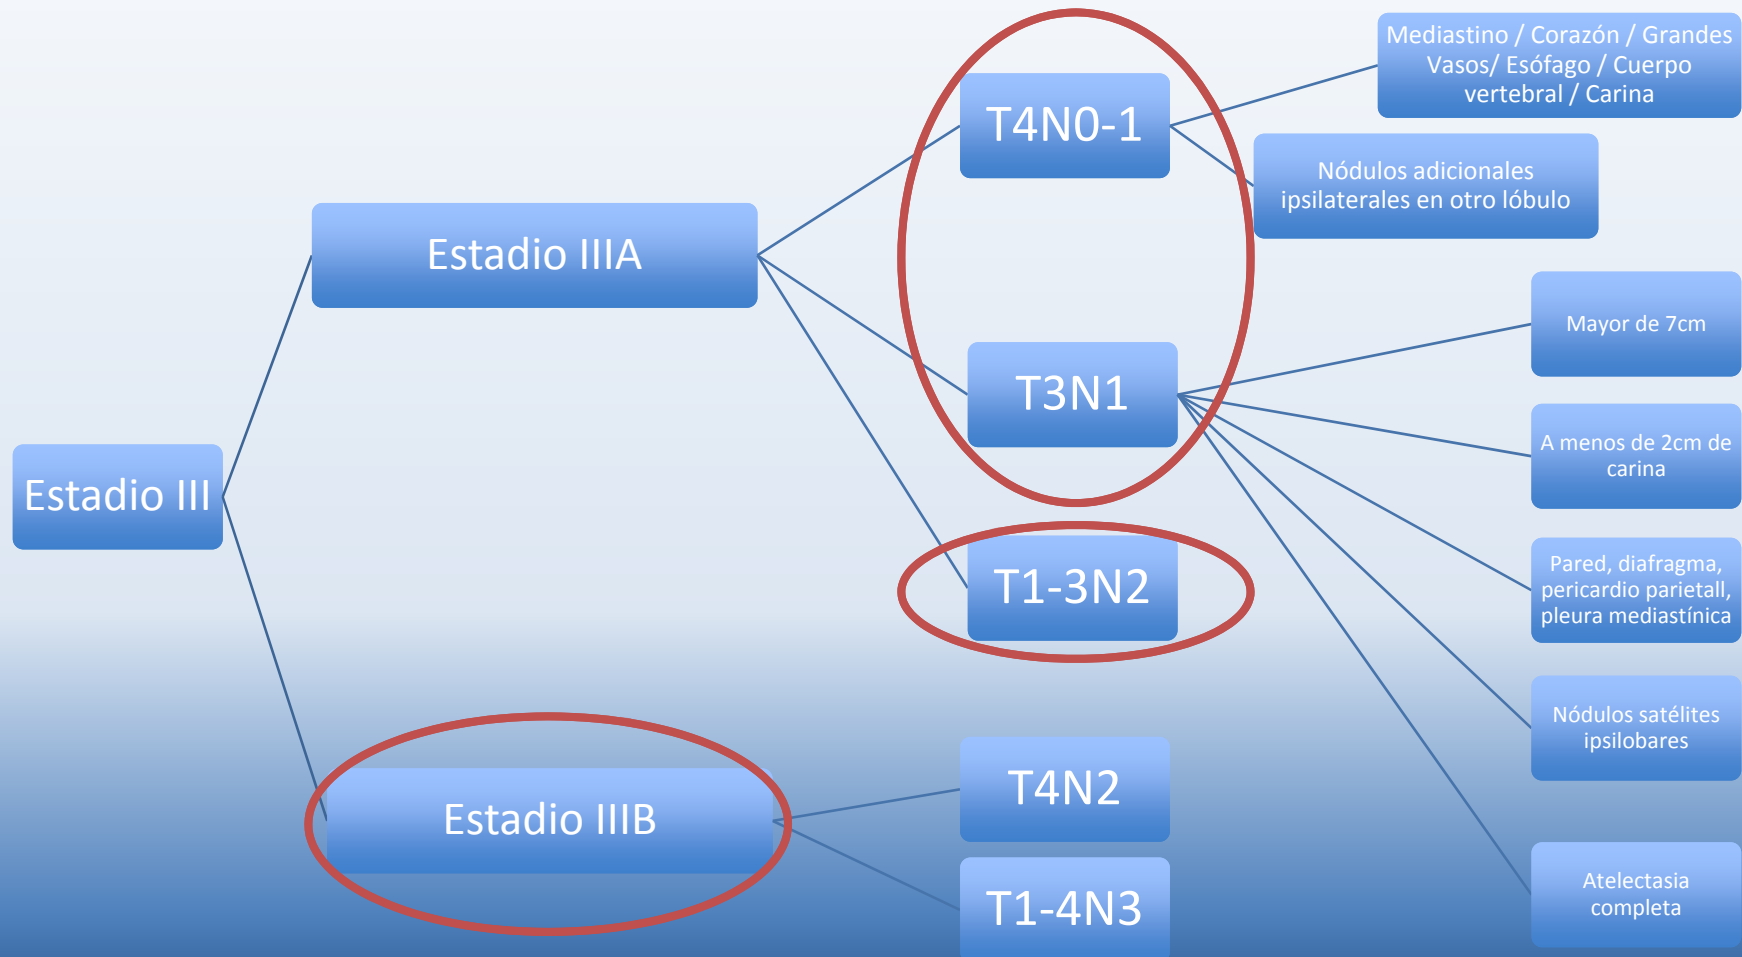 Estadio III
Estadio IIIA
T4N0-1
Mediastino / Corazón / Grandes
Vasos/ Esófago / Cuerpo
vertebral / Carina
Nódulos adicionales
ipsilaterales en otro lóbulo
T3N1
Mayor de 7cm
A menos de 2cm de
carina
Pared, diafragma,
pericardio parietall,
pleura mediastínica
Nódulos satélites
ipsilobares
Atelectasia
completa
T1-3N2
Estadio IIIB
T4N2
T1-4N3